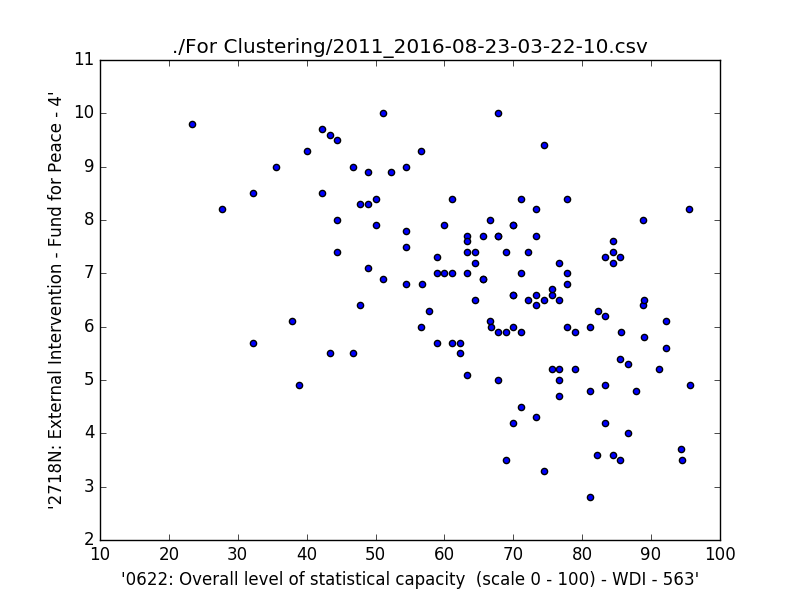 ./For Clustering/2011_2016-08-23-03-22-10.csv
'2718N: External Intervention - Fund for Peace - 4'
11
10
9
8
7
6
5
4
3
2
10 20 30 40 50 60 70 80 90 100
'0622: Overall level of statistical capacity  (scale 0 - 100) - WDI - 563'